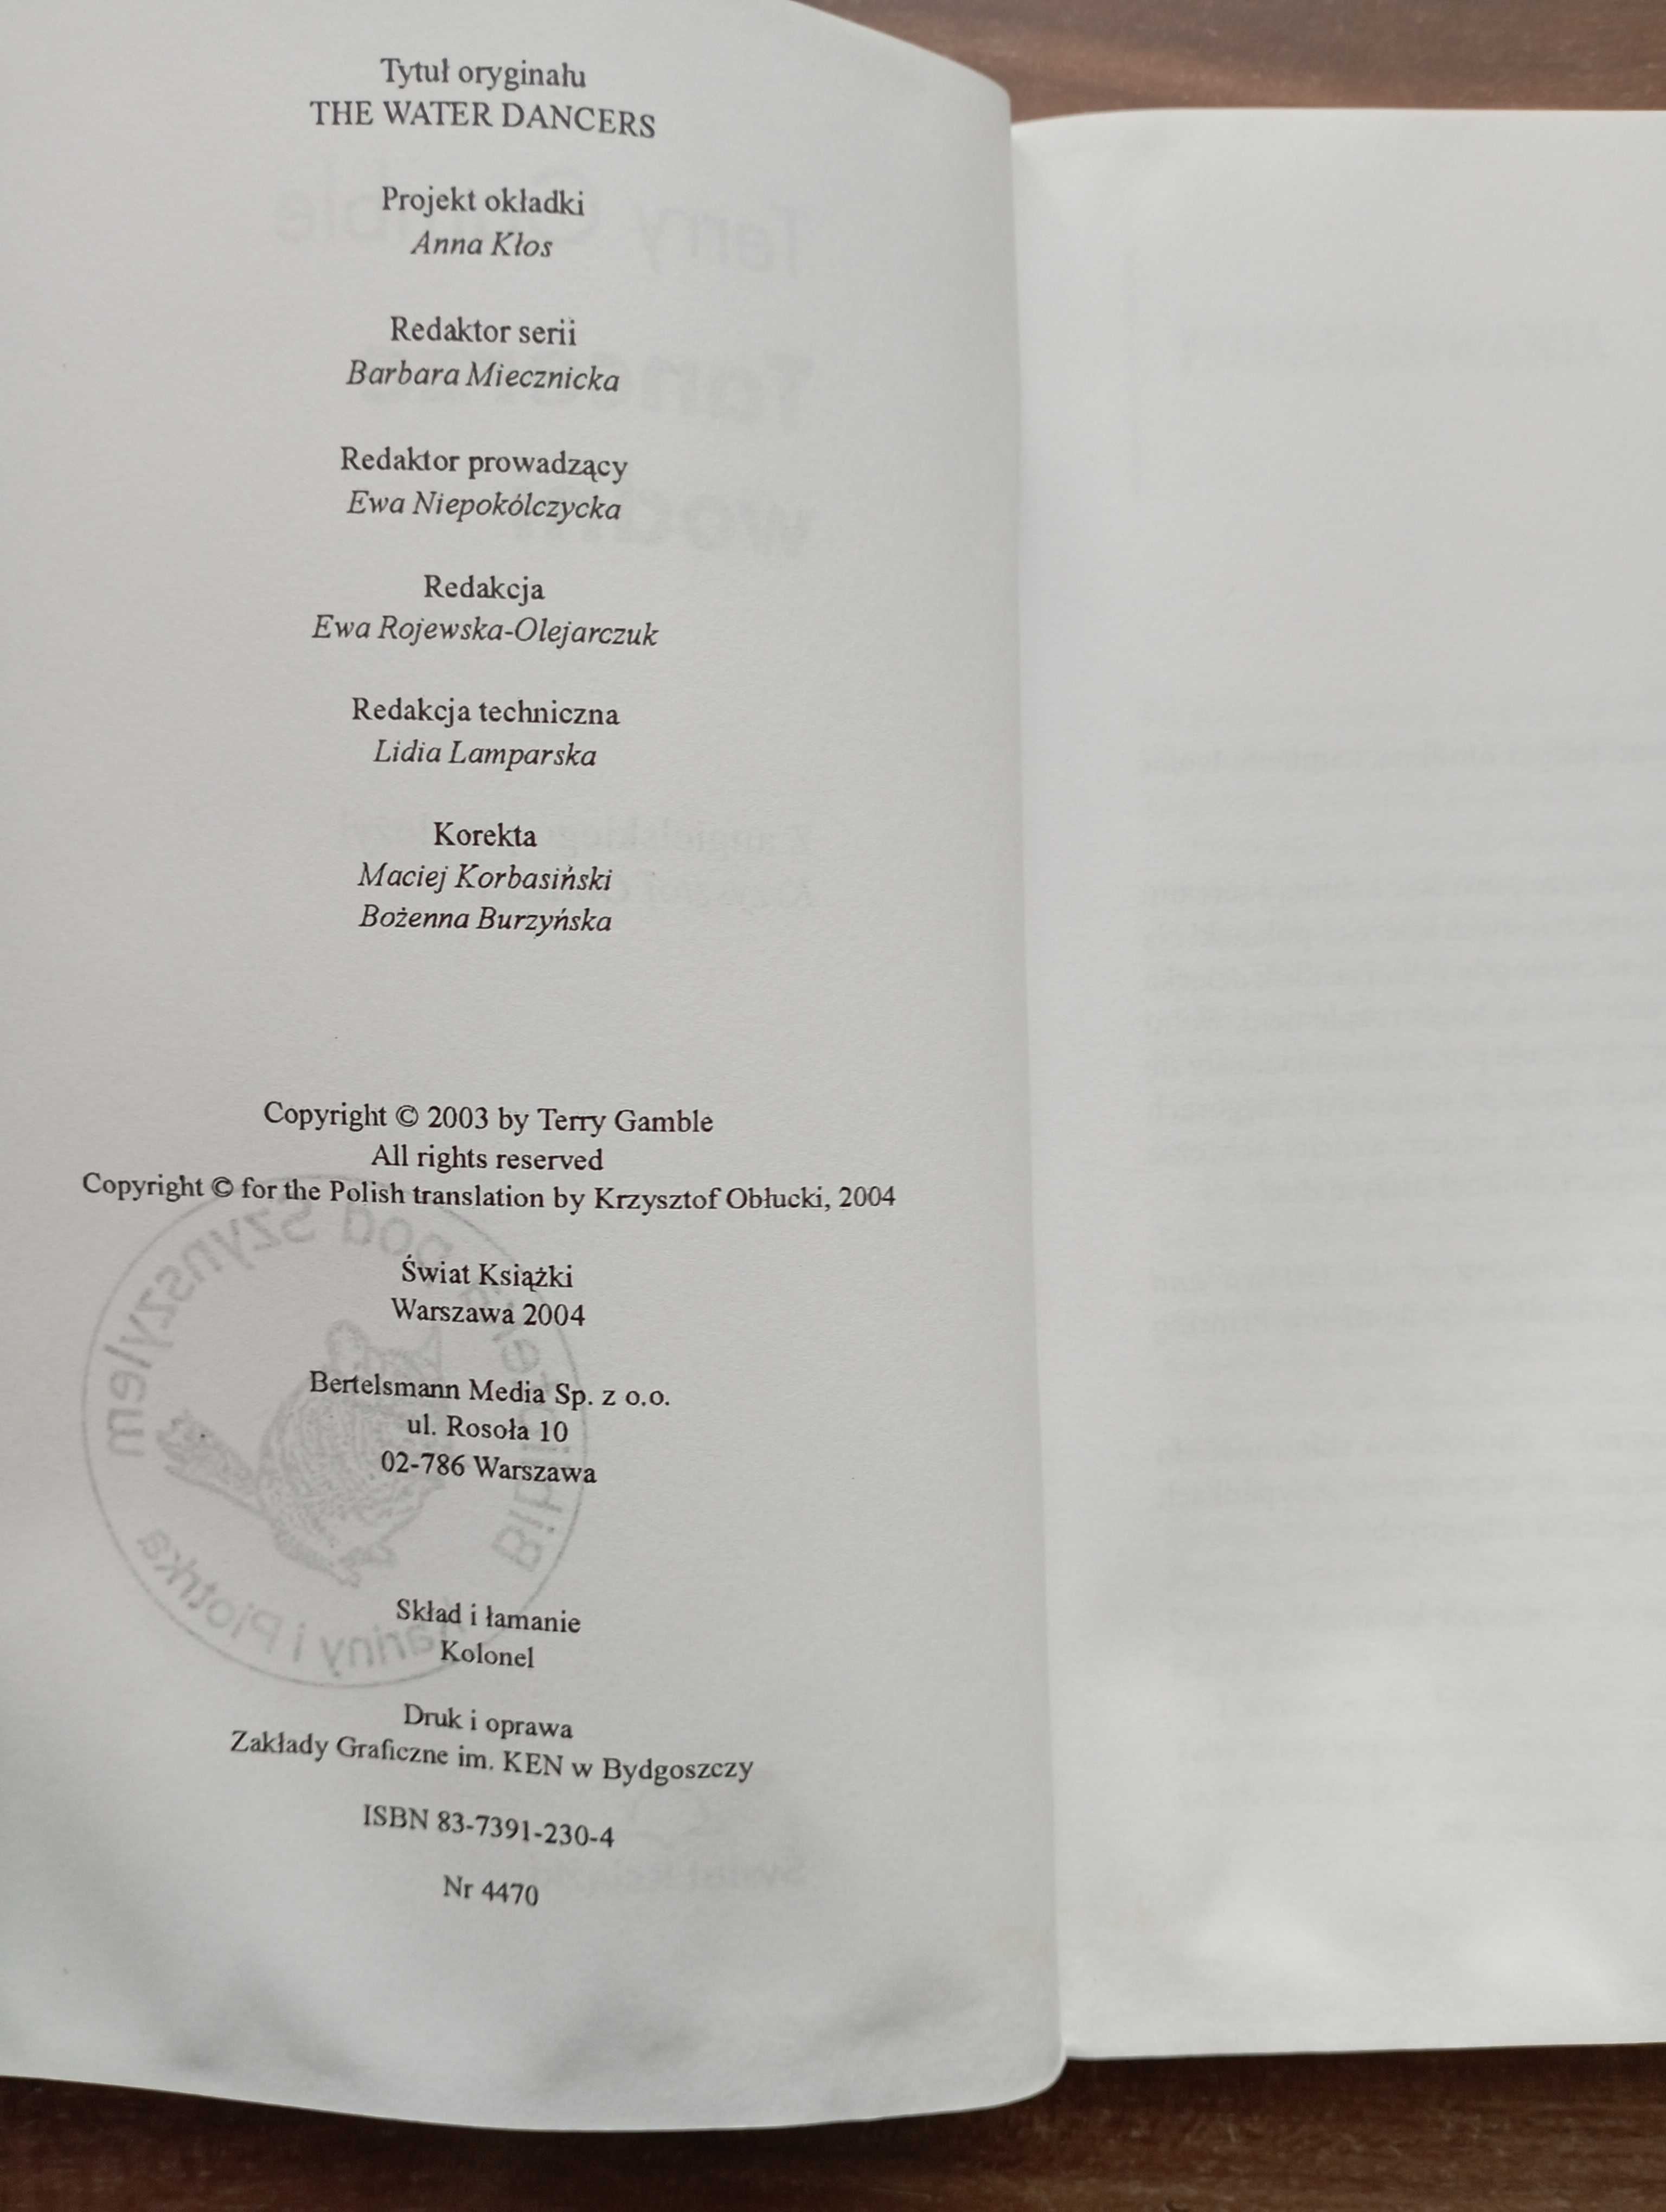 Tytuł oryginału
THE WATER DANCERS
Projekt okładki
Anna Kłos
Redaktor serii
Barbara Miecznicka
Redaktor prowadzący
Ewa Niepokólczycka
Redakcja
Ewa Rojewska-Olejarczuk
Redakcja techniczna
Lidia Lamparska
Korekta
Maciej Korbasiński
Bożenna Burzyńska
Copyright © 2003 by Terry Gamble
All rights reserved
Copyright © for the Polish translation by Krzysztof Obłucki, 2004
Świat Książki
Warszawa 2004
Bertelsmann Media Sp. z o.o.
ul. Rosoła 10
02-786 Warszawa
Skład i łamanie
Kolonel
Druk i oprawa
Zakłady Graficzne im. KEN w Bydgoszczy
ISBN 83-7391-230-4
Nr 4470